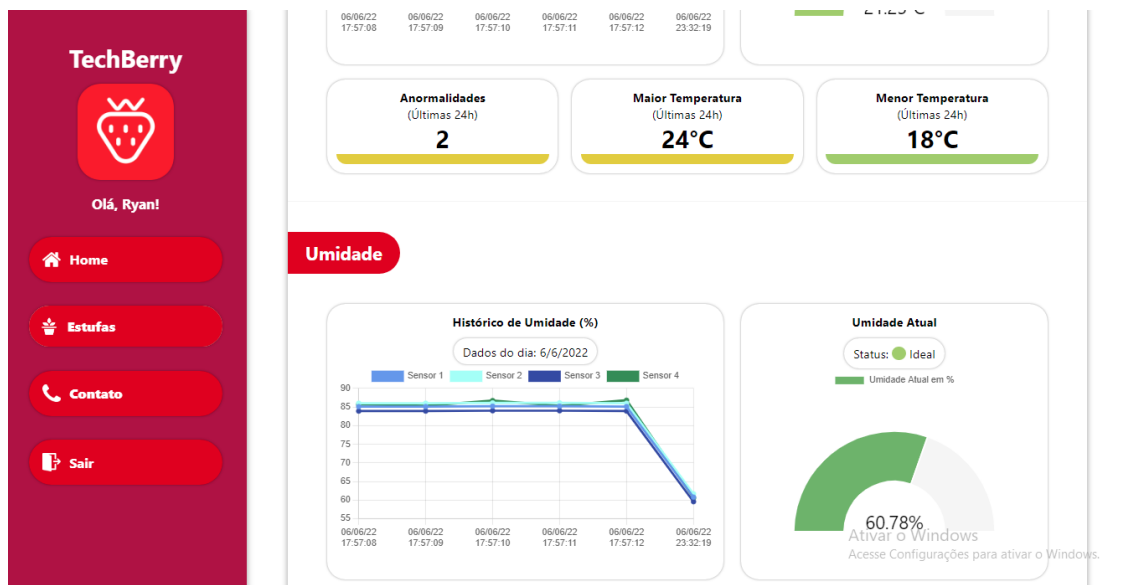 TechBerry
Olá, Ryan!
Home
Estufas
Contato
Sair
06/06/22 06/06/22 06/06/22 06/06/22 06/06/22 06/06/22
17:57:08 17:57:09 17:57:10 17:57:11 17:57:12 23:32:19
Anormalidades
(Últimas 24h)
2
Maior Temperatura
(Últimas 24h)
24°C
Menor Temperatura
(Últimas 24h)
18°C
Umidade
Histórico de Umidade (%)
Dados do dia: 6/6/2022
Sensor 1 Sensor 2 Sensor 3 Sensor 4
90
85
80
75
70
65
60
55
06/06/22 06/06/22 06/06/22 06/06/22 06/06/22 06/06/22
17:57:08 17:57:09 17:57:10 17:57:11 17:57:12 23:32:19
Umidade Atual
Status: Ideal
Umidade Atual em %
60.78%
Ativar o Windows
Acesse Configurações para ativar o Windows.